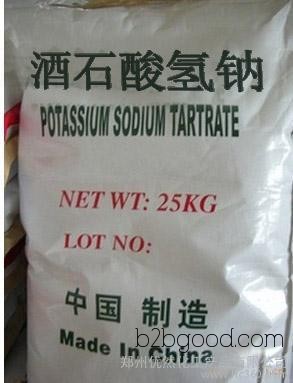 酒石酸氢钠
POTASSIUM SODIUM TARTRATE
NET WT: 25KG
LOT NO:
中国 制造
Made In China
b2bgood.com